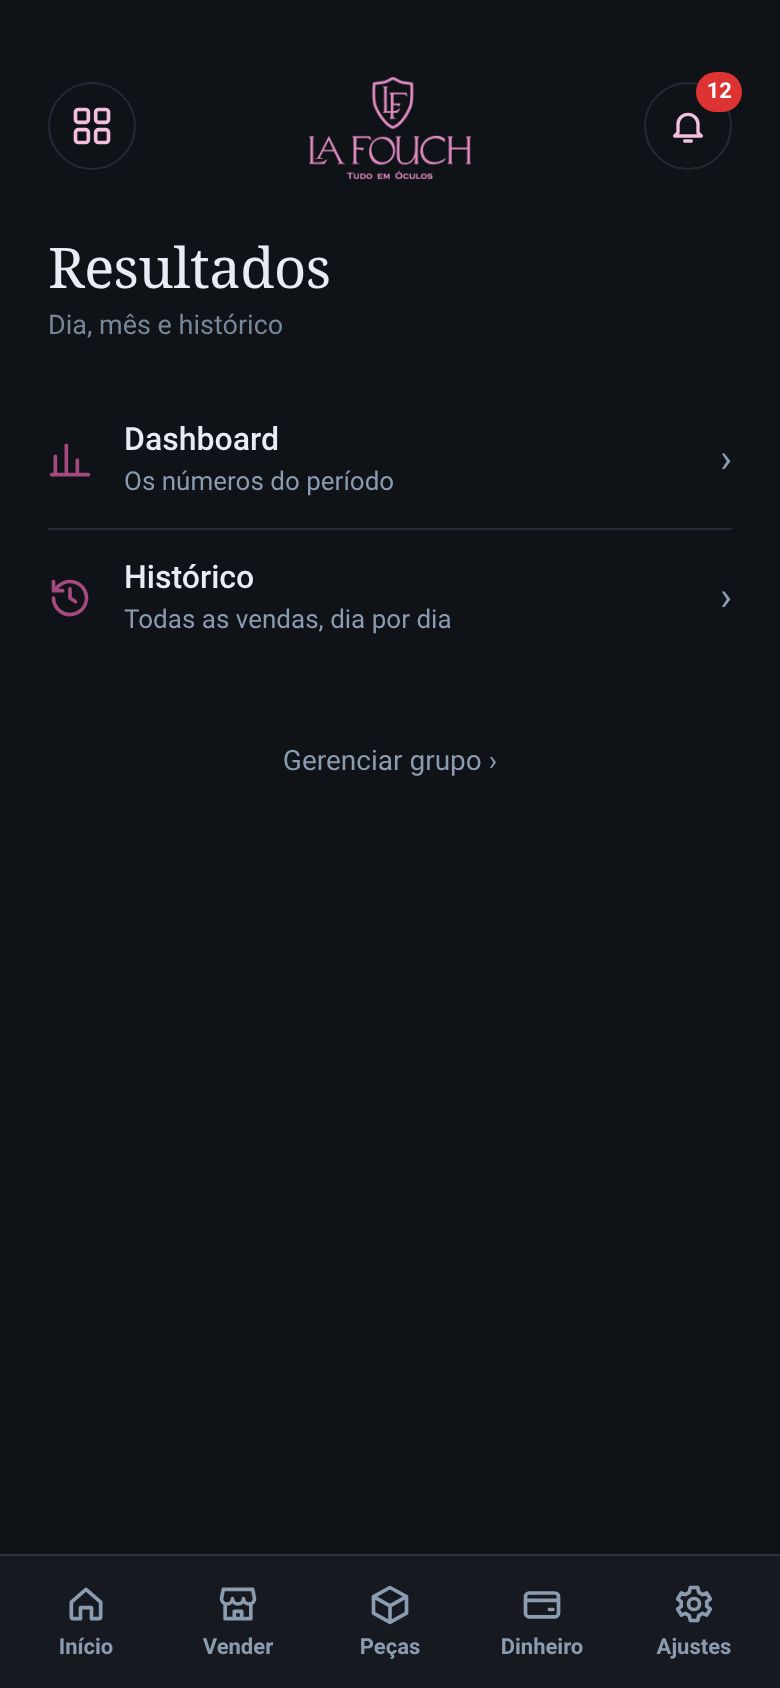 12
LF
LA FOUCH
Tudo em Óculos
Resultados
Dia, mês e histórico
Dashboard
Os números do período
›
Histórico
Todas as vendas, dia por dia
›
Gerenciar grupo ›
Início
Vender
Peças
Dinheiro
Ajustes